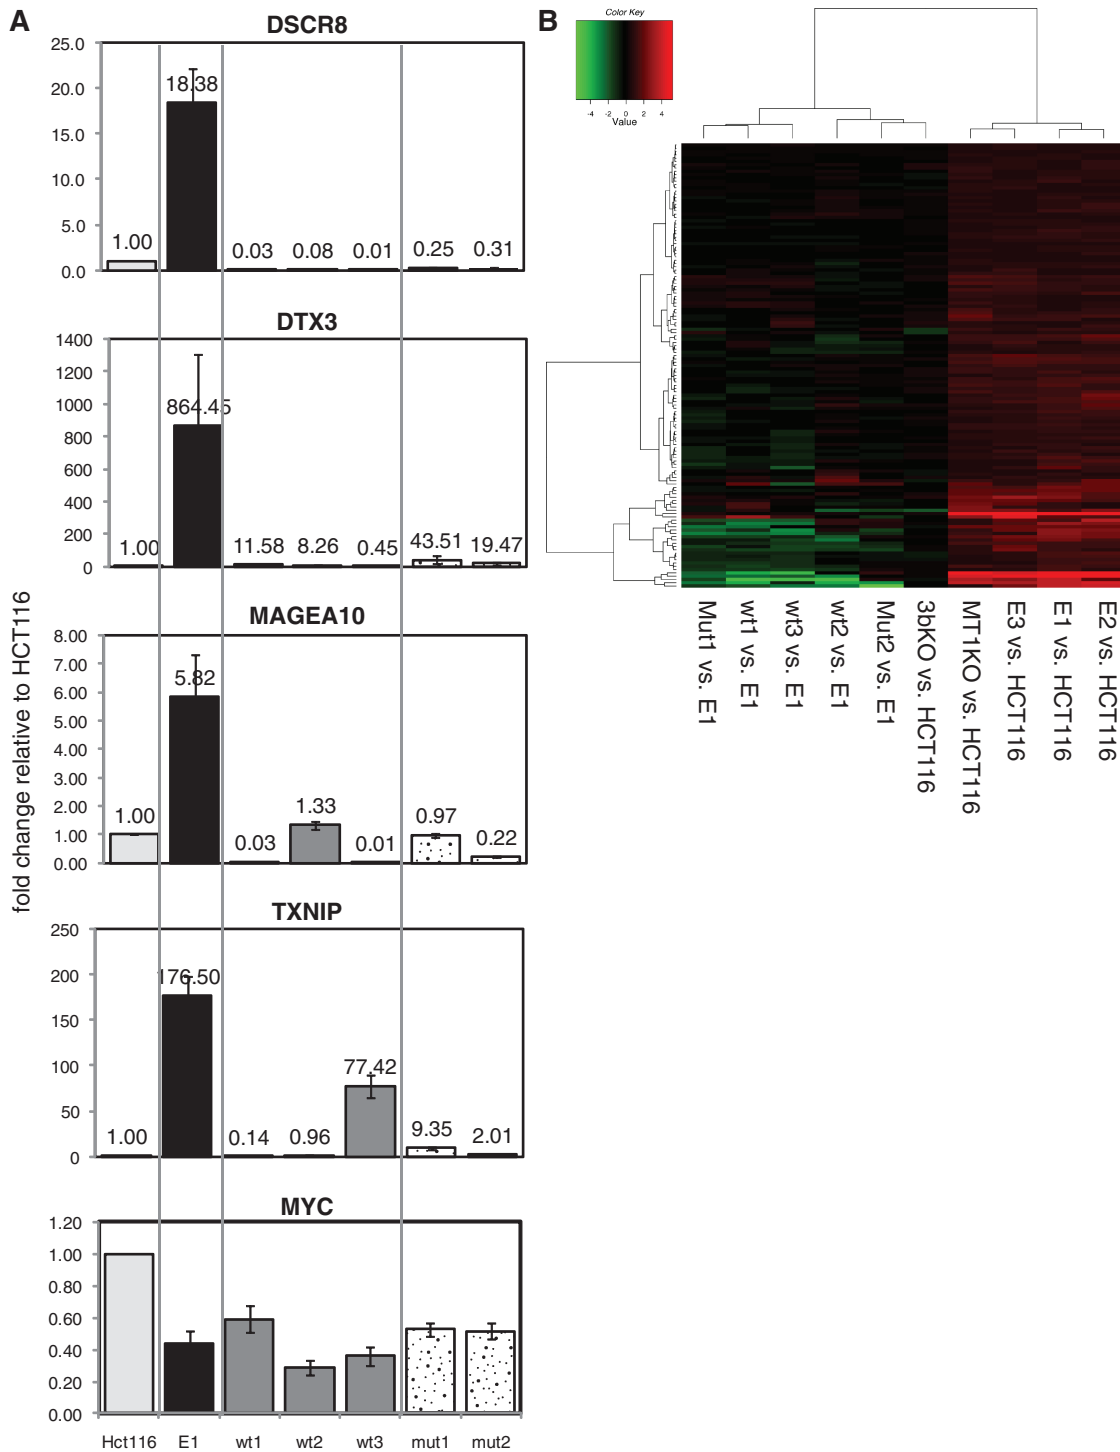 A
DSCR8
25.0
20.0
15.0
10.0
5.0
0.0
1.00
18.38
0.03
0.08
0.01
0.25
0.31
DTX3
1400
1200
1000
800
600
400
200
0
1.00
864.45
11.58
8.26
0.45
43.51
19.47
fold change relative to HCT116
MAGEA10
8.00
7.00
6.00
5.00
4.00
3.00
2.00
1.00
0.00
1.00
5.82
0.03
1.33
0.01
0.97
0.22
TXNIP
250
200
150
100
50
0
1.00
176.50
0.14
0.96
77.42
9.35
2.01
MYC
1.20
1.00
0.80
0.60
0.40
0.20
0.00
Hct116 E1 wt1 wt2 wt3 mut1 mut2
B
Color Key
-4 -2 0 2 4
Value
Mut1 vs. E1
wt1 vs. E1
wt3 vs. E1
wt2 vs. E1
Mut2 vs. E1
3bKO vs. HCT116
MT1KO vs. HCT116
E3 vs. HCT116
E1 vs. HCT116
E2 vs. HCT116